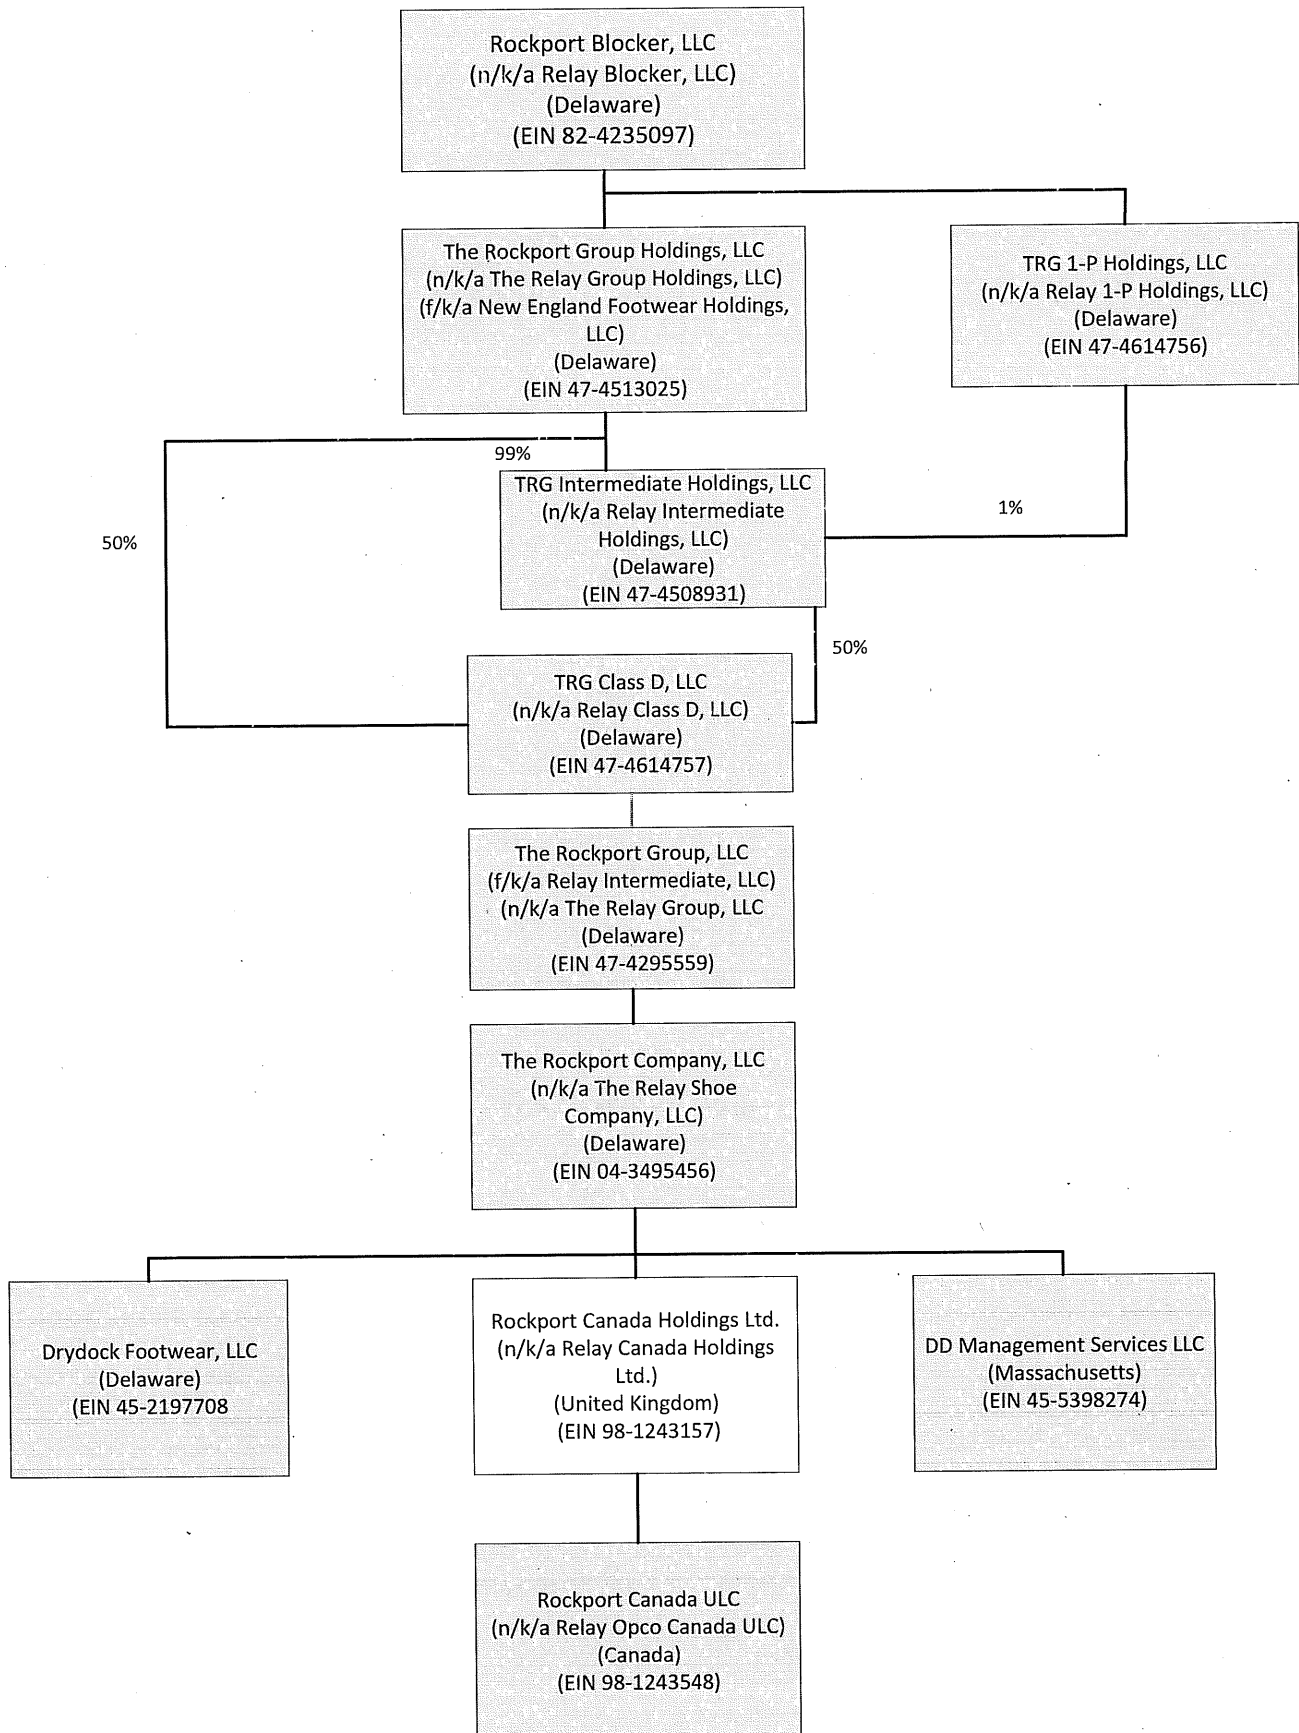 Rockport Blocker, LLC
(n/k/a Relay Blocker, LLC)
(Delaware)
(EIN 82-4235097)
The Rockport Group Holdings, LLC
(n/k/a The Relay Group Holdings, LLC)
(f/k/a New England Footwear Holdings,
LLC)
(Delaware)
(EIN 47-4513025)
TRG 1-P Holdings, LLC
(n/k/a Relay 1-P Holdings, LLC)
(Delaware)
(EIN 47-4614756)
99%
TRG Intermediate Holdings, LLC
(n/k/a Relay Intermediate
Holdings, LLC)
(Delaware)
(EIN 47-4508931)
1%
50%
50%
TRG Class D, LLC
(n/k/a Relay Class D, LLC)
(Delaware)
(EIN 47-4614757)
The Rockport Group, LLC
(f/k/a Relay Intermediate, LLC)
(n/k/a The Relay Group, LLC
(Delaware)
(EIN 47-4295559)
The Rockport Company, LLC
(n/k/a The Relay Shoe
Company, LLC)
(Delaware)
(EIN 04-3495456)
Drydock Footwear, LLC
(Delaware)
(EIN 45-2197708
Rockport Canada Holdings Ltd.
(n/k/a Relay Canada Holdings
Ltd.)
(United Kingdom)
(EIN 98-1243157)
DD Management Services LLC
(Massachusetts)
(EIN 45-5398274)
Rockport Canada ULC
(n/k/a Relay Opco Canada ULC)
(Canada)
(EIN 98-1243548)